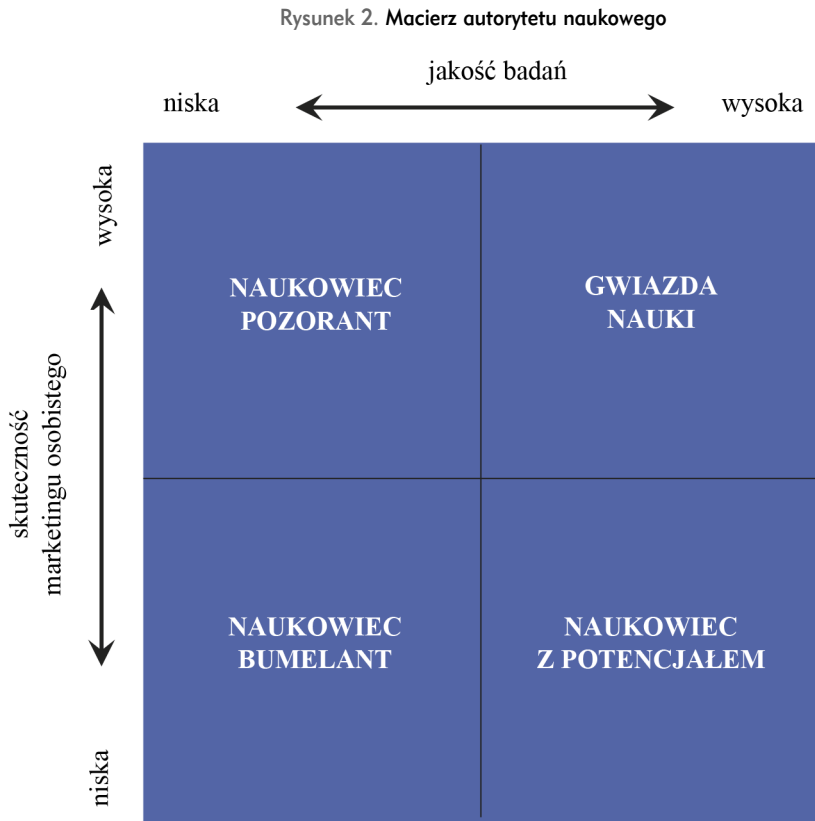 Rysunek 2. Macierz autorytetu naukowego
jakość badań
niska
wysoka
wysoka
skuteczność
marketingu osobistego
niska
NAUKOWIEC
POZORANT
GWIAZDA
NAUKI
NAUKOWIEC
BUMELANT
NAUKOWIEC
Z POTENCJAŁEM